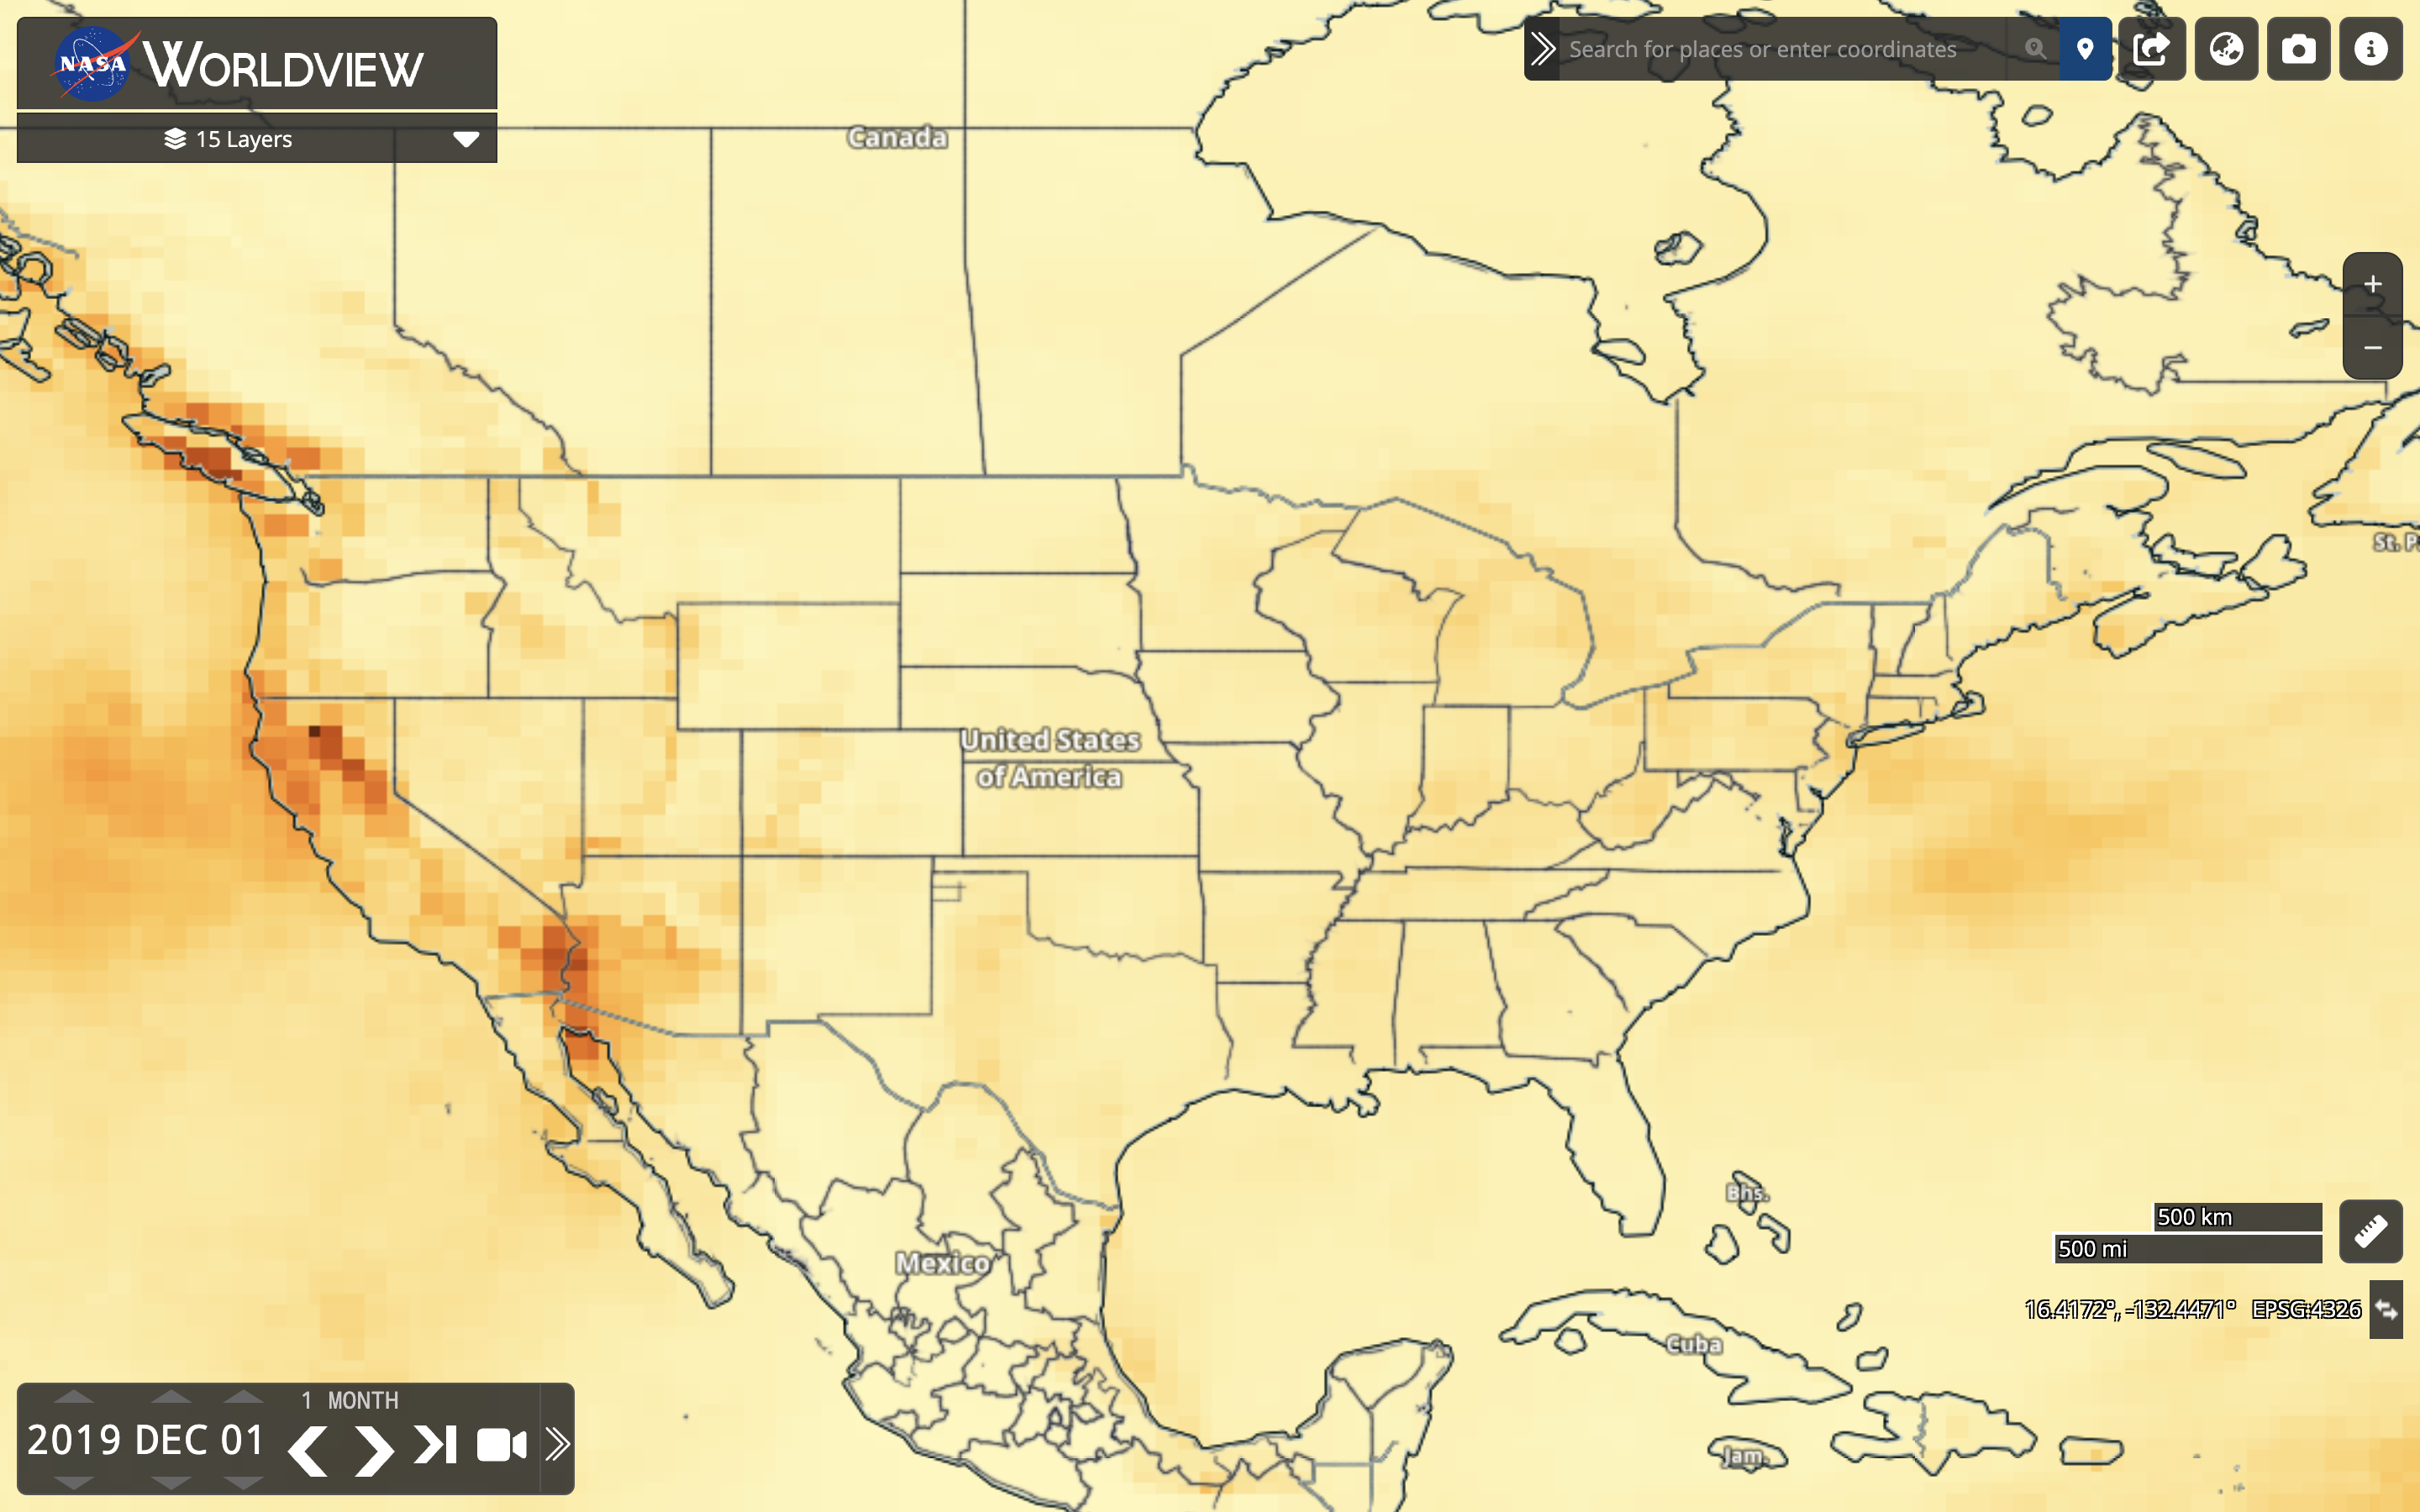 NASA WORLDVIEW
Search for places or enter coordinates
15 Layers
Canada
St. P
United States
of America
Bhs.
500 km
500 mi
Mexico
16.4172°, -132.4471° EPSG:4326
Cuba
Jam.
1 MONTH
2019 DEC 01